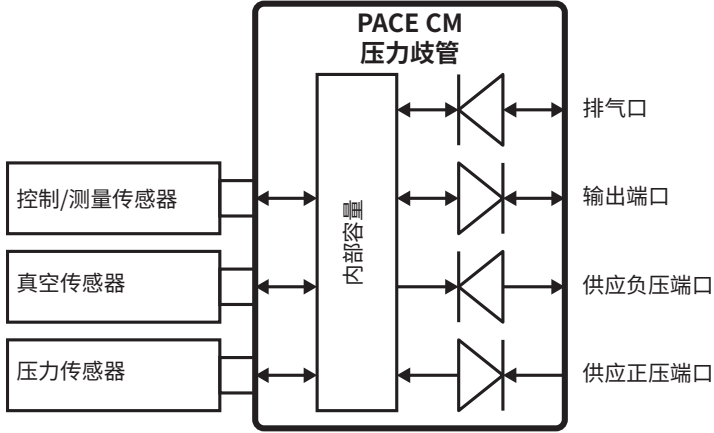 PACE CM
压力歧管
排气口
控制/测量传感器
内部容量
输出端口
真空传感器
供应负压端口
压力传感器
供应正压端口